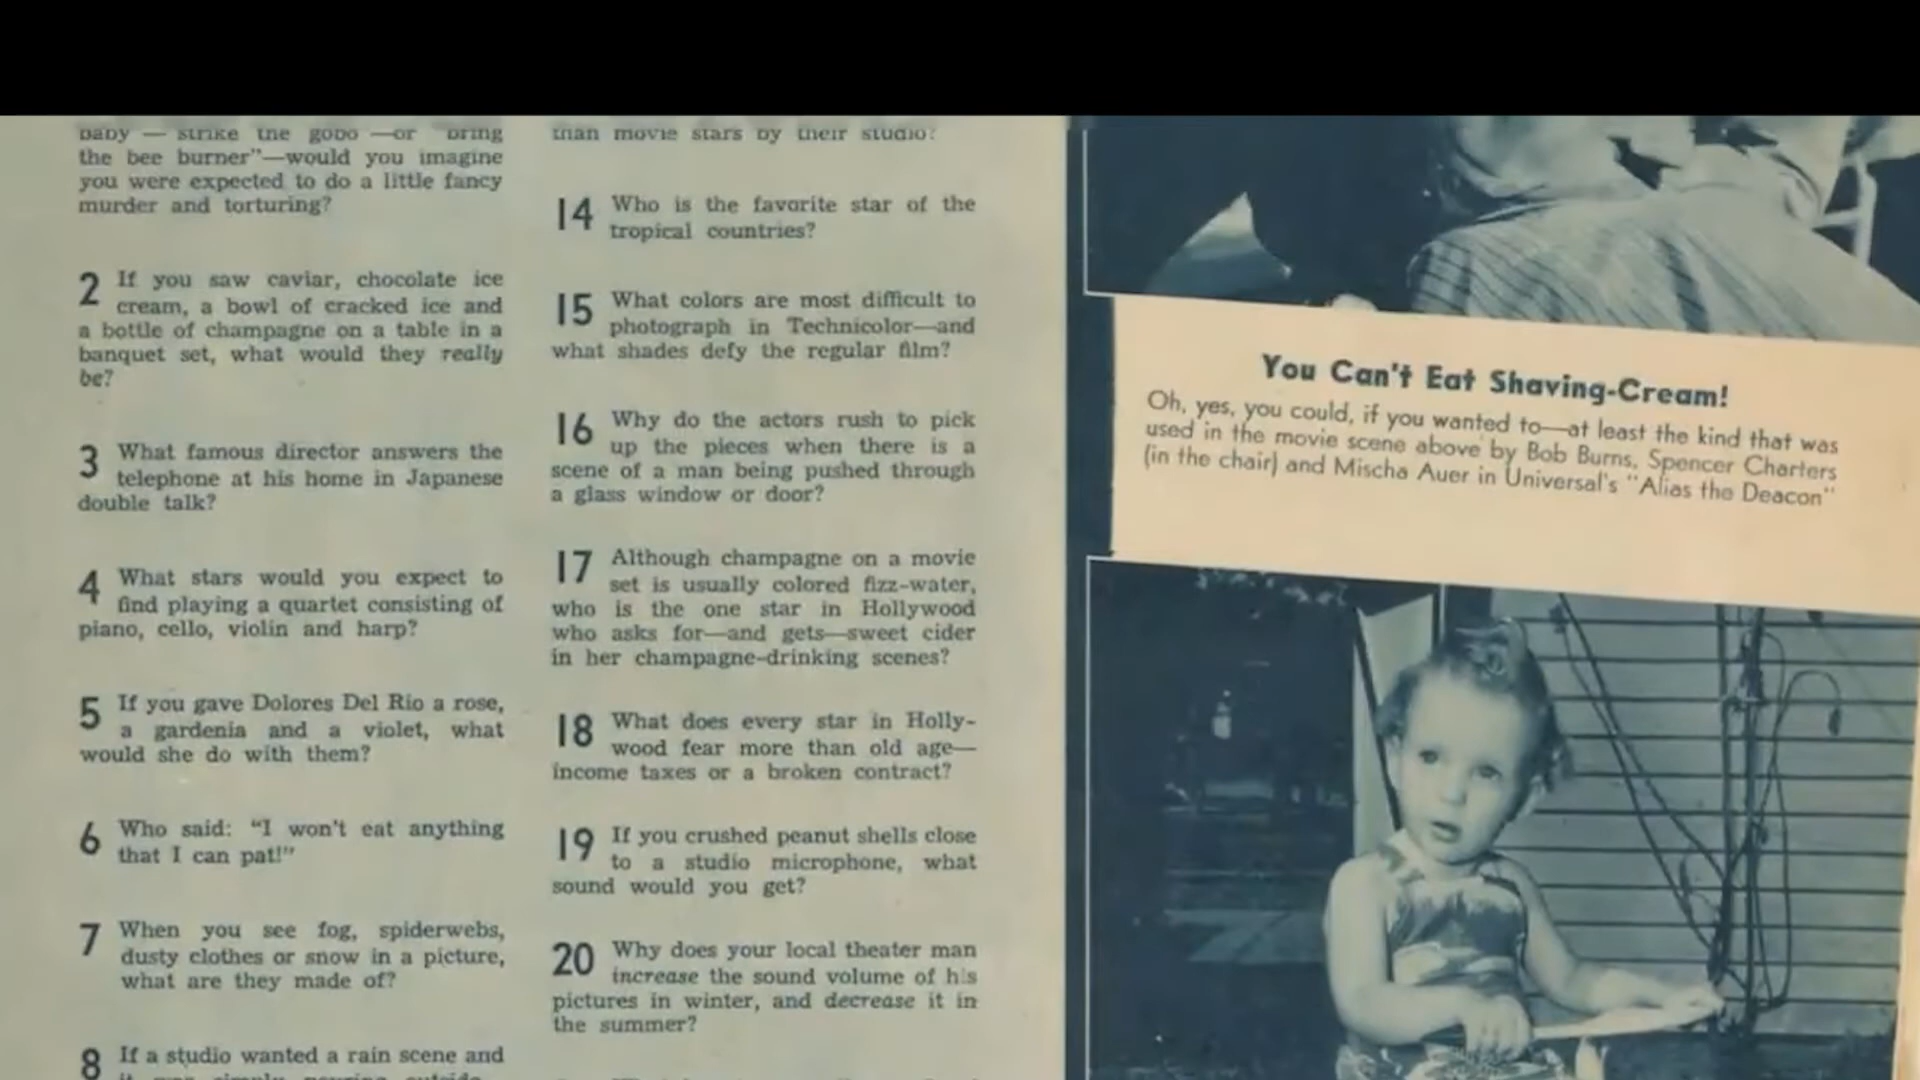 baby — strike the gobo —or "bring
the bee burner"—would you imagine
you were expected to do a little fancy
murder and torturing?
2 If you saw caviar, chocolate ice
cream, a bowl of cracked ice and
a bottle of champagne on a table in a
banquet set, what would they really
be?
3 What famous director answers the
telephone at his home in Japanese
double talk?
4 What stars would you expect to
find playing a quartet consisting of
piano, cello, violin and harp?
5 If you gave Dolores Del Rio a rose,
a gardenia and a violet, what
would she do with them?
6 Who said: "I won't eat anything
that I can pat!"
7 When you see fog, spiderwebs,
dusty clothes or snow in a picture,
what are they made of?
8 If a studio wanted a rain scene and
than movie stars by their studio?
14 Who is the favorite star of the
tropical countries?
15 What colors are most difficult to
photograph in Technicolor—and
what shades defy the regular film?
16 Why do the actors rush to pick
up the pieces when there is a
scene of a man being pushed through
a glass window or door?
17 Although champagne on a movie
set is usually colored fizz-water,
who is the one star in Hollywood
who asks for—and gets—sweet cider
in her champagne-drinking scenes?
18 What does every star in Holly-
wood fear more than old age—
income taxes or a broken contract?
19 If you crushed peanut shells close
to a studio microphone, what
sound would you get?
20 Why does your local theater man
increase the sound volume of his
pictures in winter, and decrease it in
the summer?
You Can't Eat Shaving-Cream!
Oh, yes, you could, if you wanted to—at least the kind that was
used in the movie scene above by Bob Burns, Spencer Charters
(in the chair) and Mischa Auer in Universal's "Alias the Deacon"